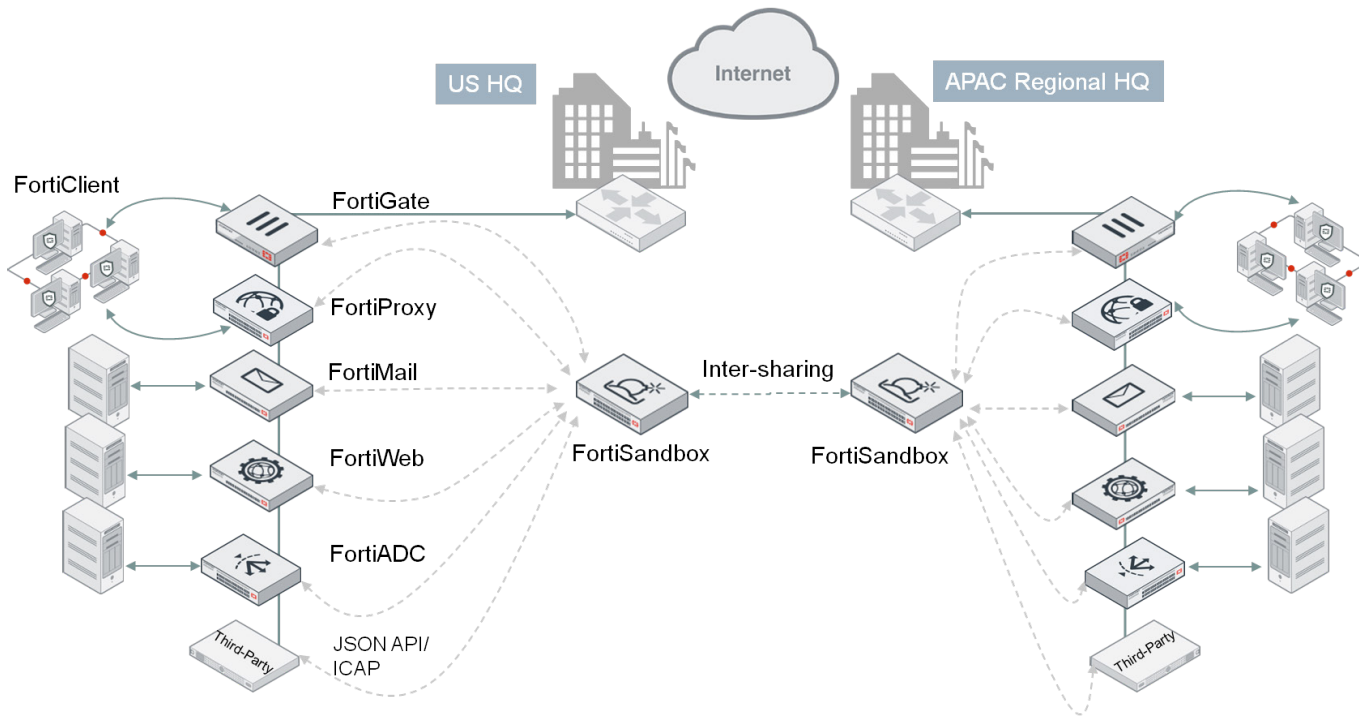 Internet
US HQ
APAC Regional HQ
FortiClient
FortiGate
FortiProxy
FortiMail
Inter-sharing
FortiWeb
FortiSandbox
FortiSandbox
FortiADC
Third-Party
JSON API/
ICAP
Third-Party